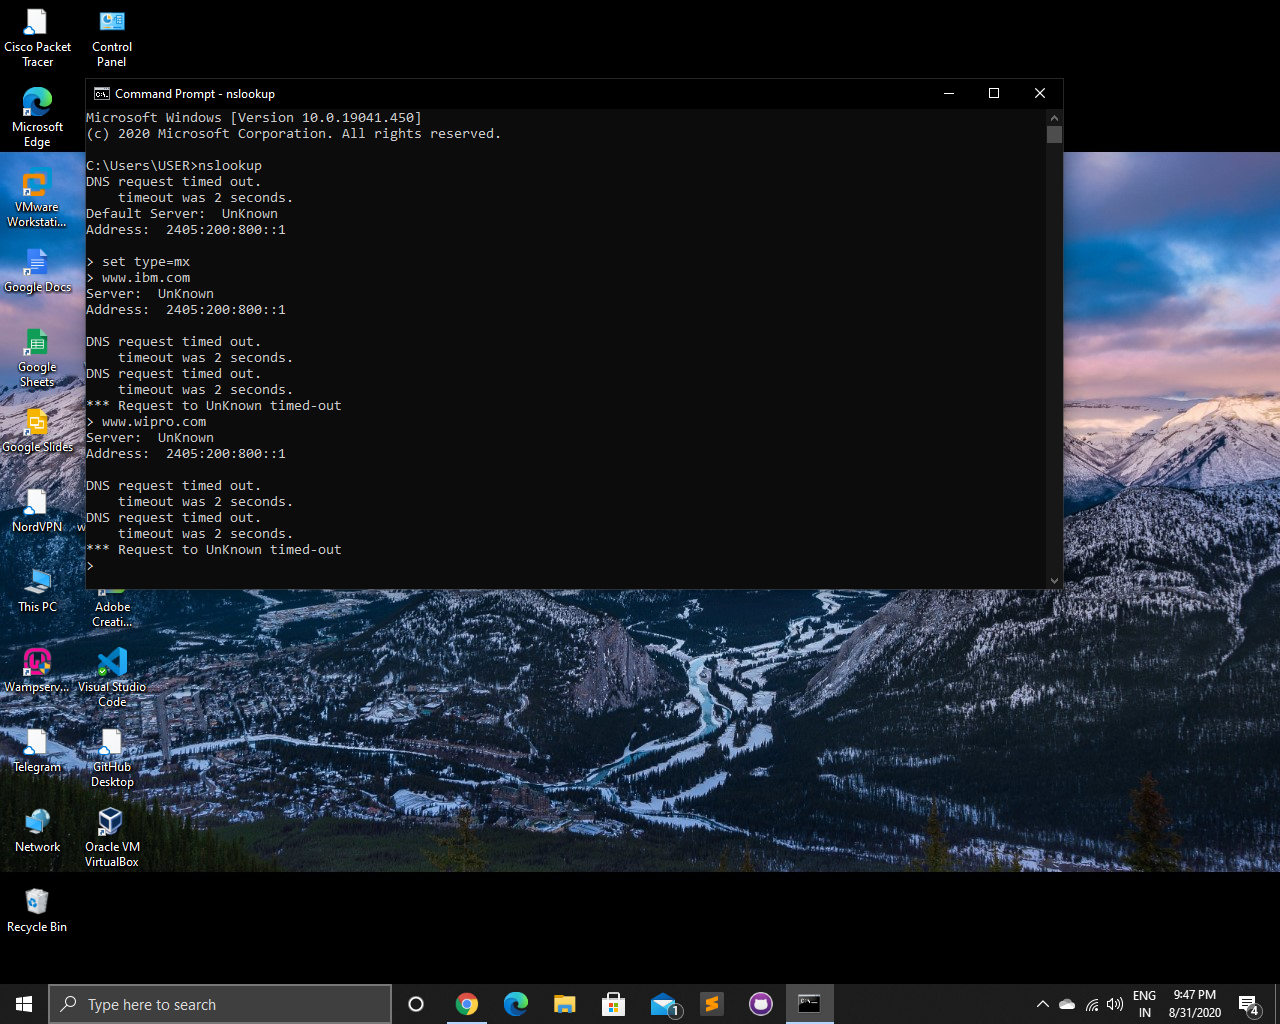 Cisco Packet
Tracer
Control
Panel
Microsoft
Edge
VMware
Workstati...
Google Docs
Google
Sheets
Google Slides
NordVPN
w
This PC
Adobe
Creati...
Wampserv...
Visual Studio
Code
Telegram
GitHub
Desktop
Network
Oracle VM
VirtualBox
Recycle Bin
Command Prompt - nslookup
Microsoft Windows [Version 10.0.19041.450]
(c) 2020 Microsoft Corporation. All rights reserved.
C:\Users\USER>nslookup
DNS request timed out.
    timeout was 2 seconds.
Default Server:  UnKnown
Address:  2405:200:800::1
> set type=mx
> www.ibm.com
Server:  UnKnown
Address:  2405:200:800::1
DNS request timed out.
    timeout was 2 seconds.
DNS request timed out.
    timeout was 2 seconds.
*** Request to UnKnown timed-out
> www.wipro.com
Server:  UnKnown
Address:  2405:200:800::1
DNS request timed out.
    timeout was 2 seconds.
DNS request timed out.
    timeout was 2 seconds.
*** Request to UnKnown timed-out
>
Type here to search
1
ENG
IN
9:47 PM
8/31/2020
4